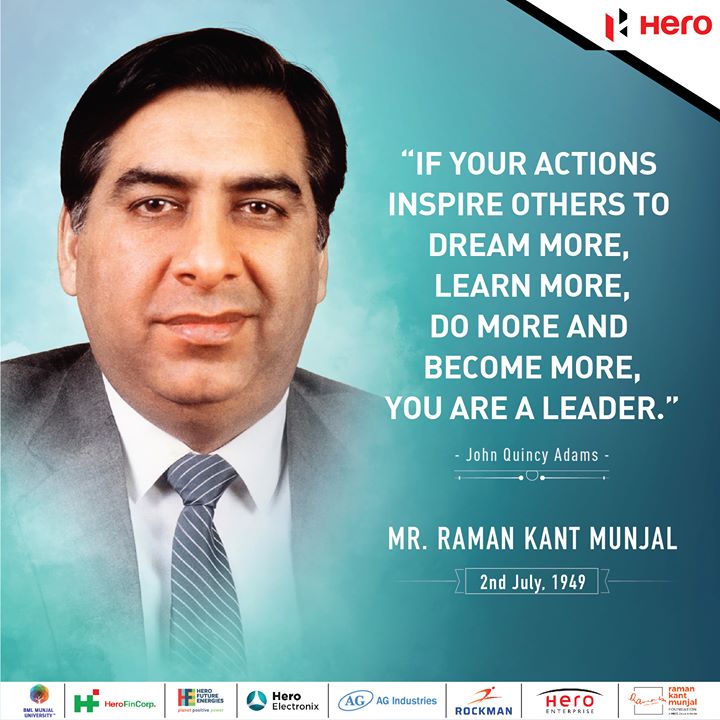 HERO
“IF YOUR ACTIONS
INSPIRE OTHERS TO
DREAM MORE,
LEARN MORE,
DO MORE AND
BECOME MORE,
YOU ARE A LEADER.”
- John Quincy Adams -
MR. RAMAN KANT MUNJAL
2nd July, 1949
BML MUNJAL
UNIVERSITY
HeroFinCorp.
HERO
FUTURE
ENERGIES
planet positive power
Hero
Electronix
AG AG Industries
ROCKMAN
HERO
ENTERPRISE
raman
kant
munjal
FOUNDATION